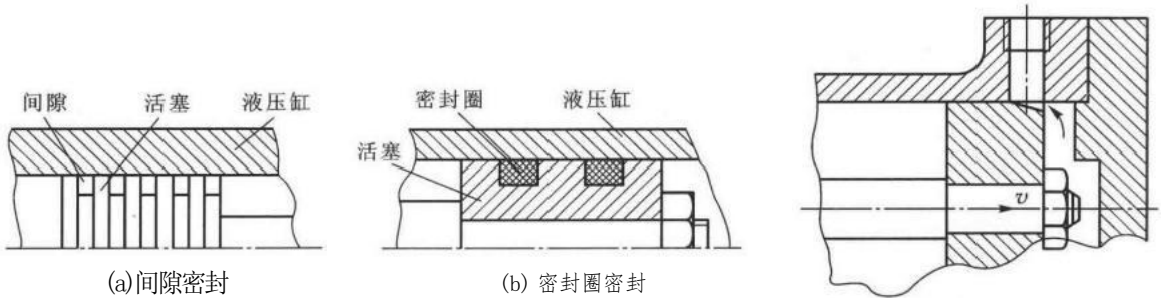 间隙 活塞 液压缸
(a)间隙密封
密封圈 液压缸
活塞
(b) 密封圈密封
v